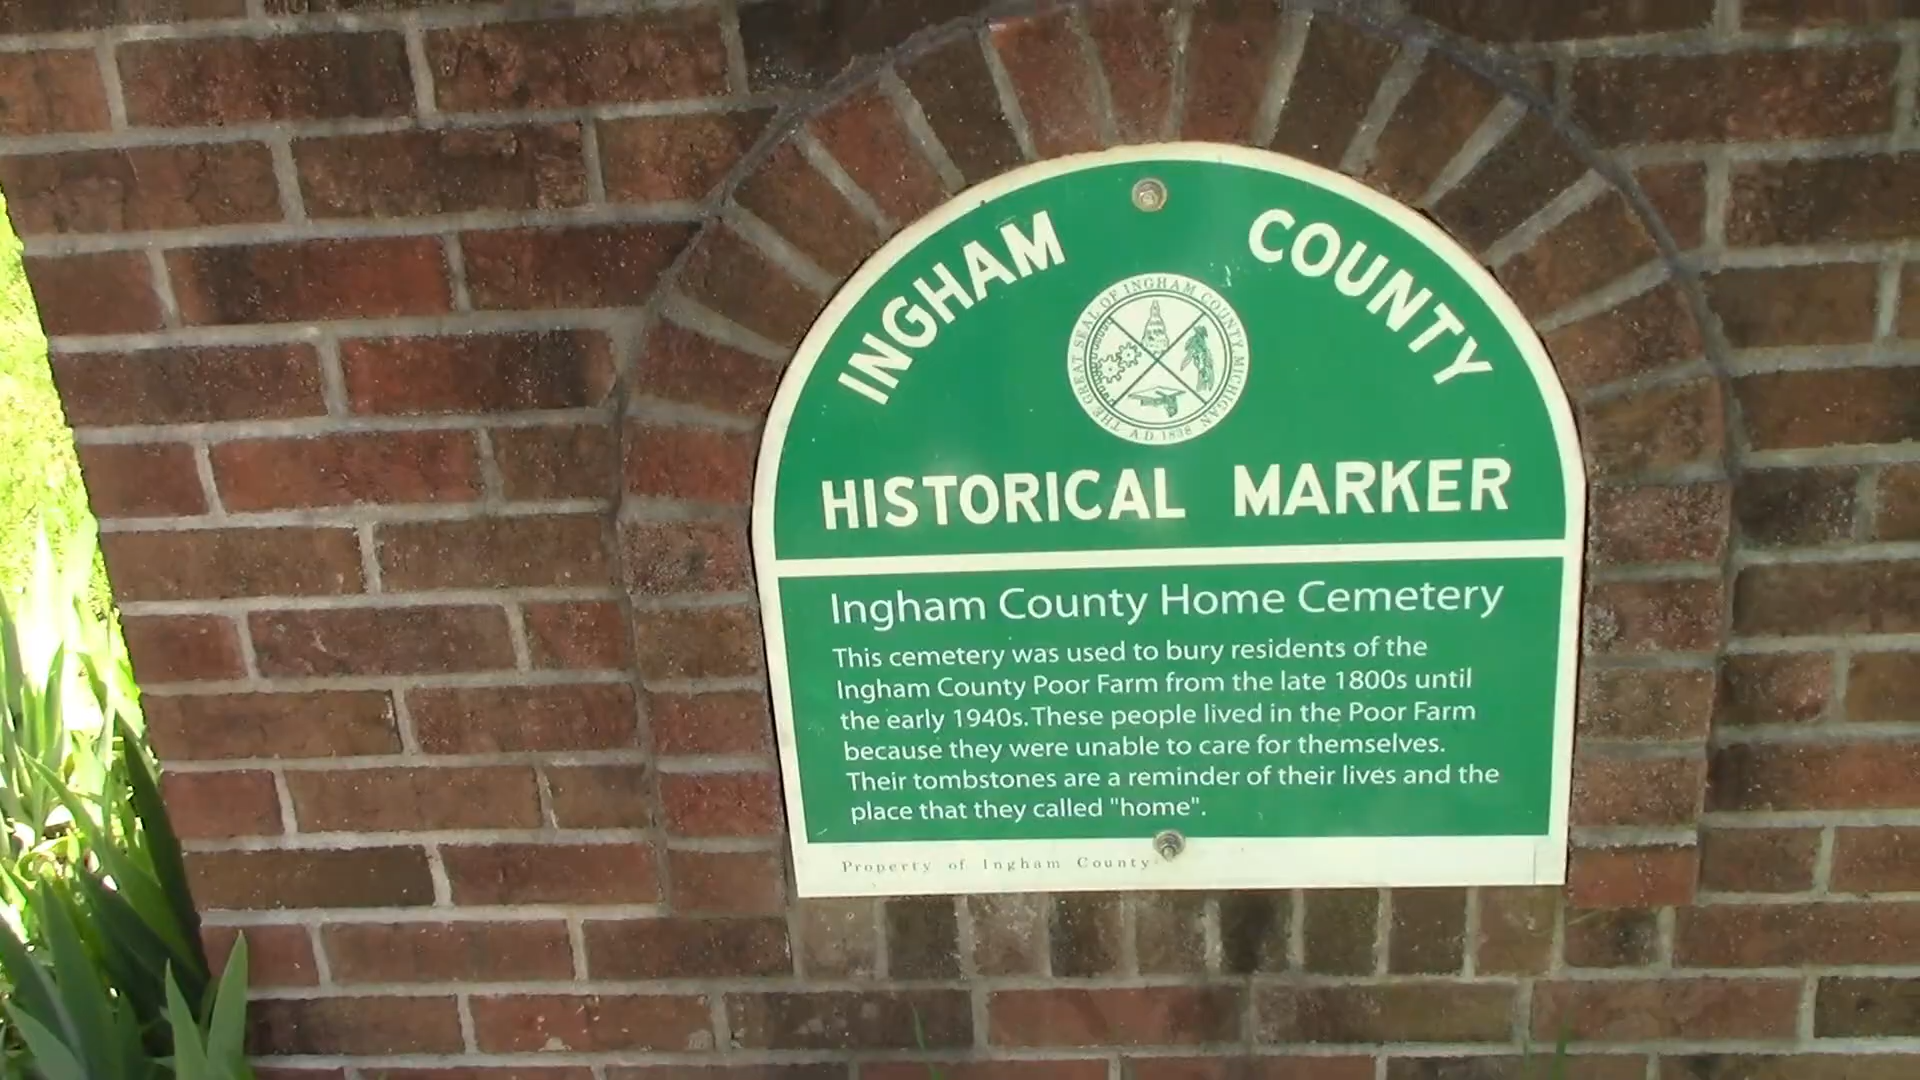 INGHAM COUNTY
THE GREAT SEAL OF INGHAM COUNTY MICHIGAN
A.D. 1838
HISTORICAL MARKER
Ingham County Home Cemetery
This cemetery was used to bury residents of the
Ingham County Poor Farm from the late 1800s until
the early 1940s. These people lived in the Poor Farm
because they were unable to care for themselves.
Their tombstones are a reminder of their lives and the
place that they called "home".
Property of Ingham County